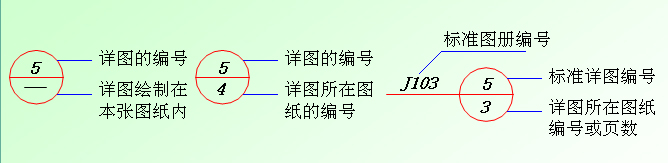 标准图册编号
5
详图的编号
—
详图绘制在
本张图纸内
5
详图的编号
4
详图所在图
纸的编号
J103
5
标准详图编号
3
详图所在图纸
编号或页数